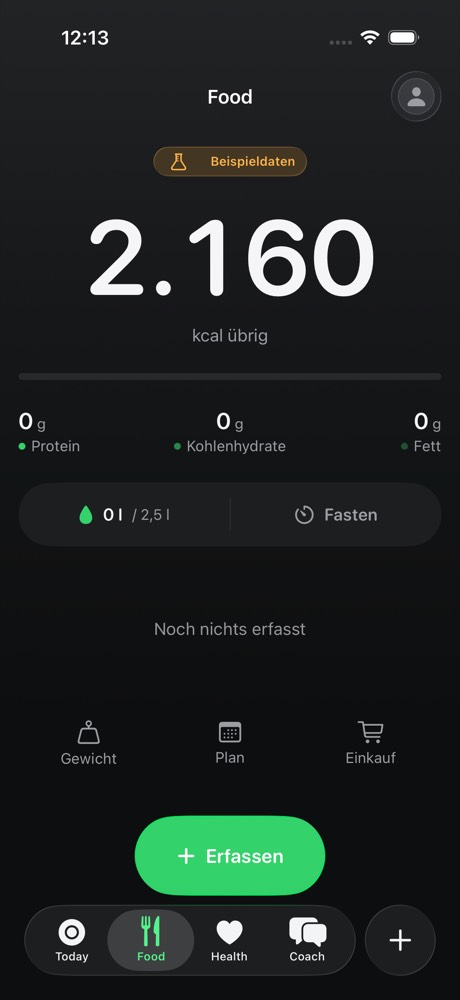 12:13
Food
Beispieldaten
2.160
kcal übrig
0 g
Protein
0 g
Kohlenhydrate
0 g
Fett
0 l / 2,5 l
Fasten
Noch nichts erfasst
Gewicht
Plan
Einkauf
+ Erfassen
Today
Food
Health
Coach
+